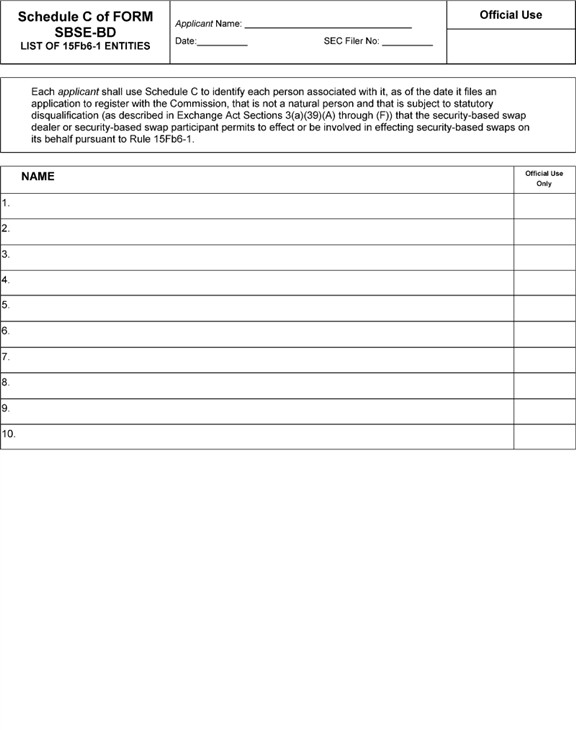 Schedule C of FORM
SBSE-BD
LIST OF 15Fb6-1 ENTITIES
Applicant Name: ________________________________
Date:__________ SEC Filer No: __________
Official Use
Each applicant shall use Schedule C to identify each person associated with it, as of the date it files an
application to register with the Commission, that is not a natural person and that is subject to statutory
disqualification (as described in Exchange Act Sections 3(a)(39)(A) through (F)) that the security-based swap
dealer or security-based swap participant permits to effect or be involved in effecting security-based swaps on
its behalf pursuant to Rule 15Fb6-1.
NAME
Official Use
Only
1.
2.
3.
4.
5.
6.
7.
8.
9.
10.